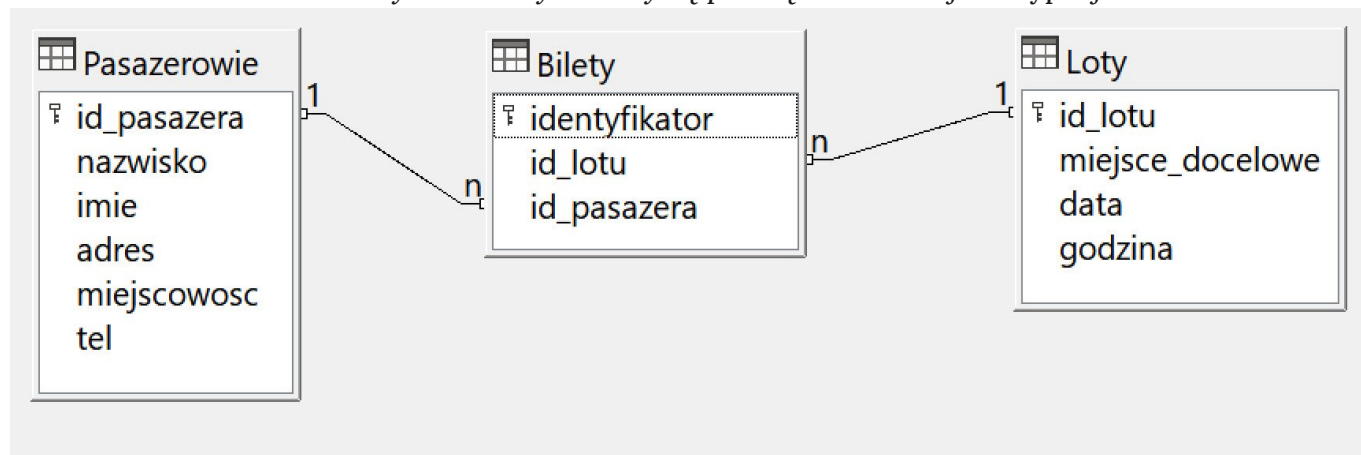 Pasazerowie
id_pasazera
nazwisko
imie
adres
miejscowosc
tel
1
n
Bilety
identyfikator
id_lotu
id_pasazera
n
1
Loty
id_lotu
miejsce_docelowe
data
godzina